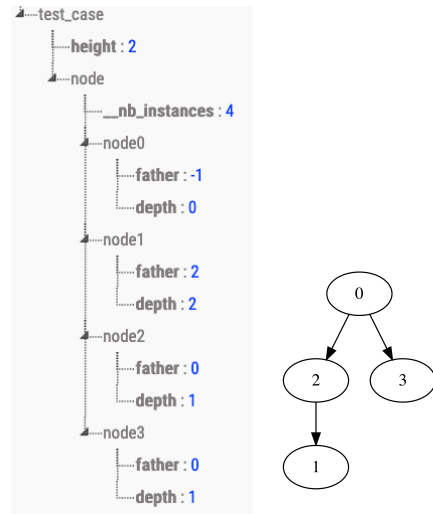 test_case
height : 2
node
__nb_instances : 4
node0
father : -1
depth : 0
node1
father : 2
depth : 2
node2
father : 0
depth : 1
node3
father : 0
depth : 1
0
2
3
1